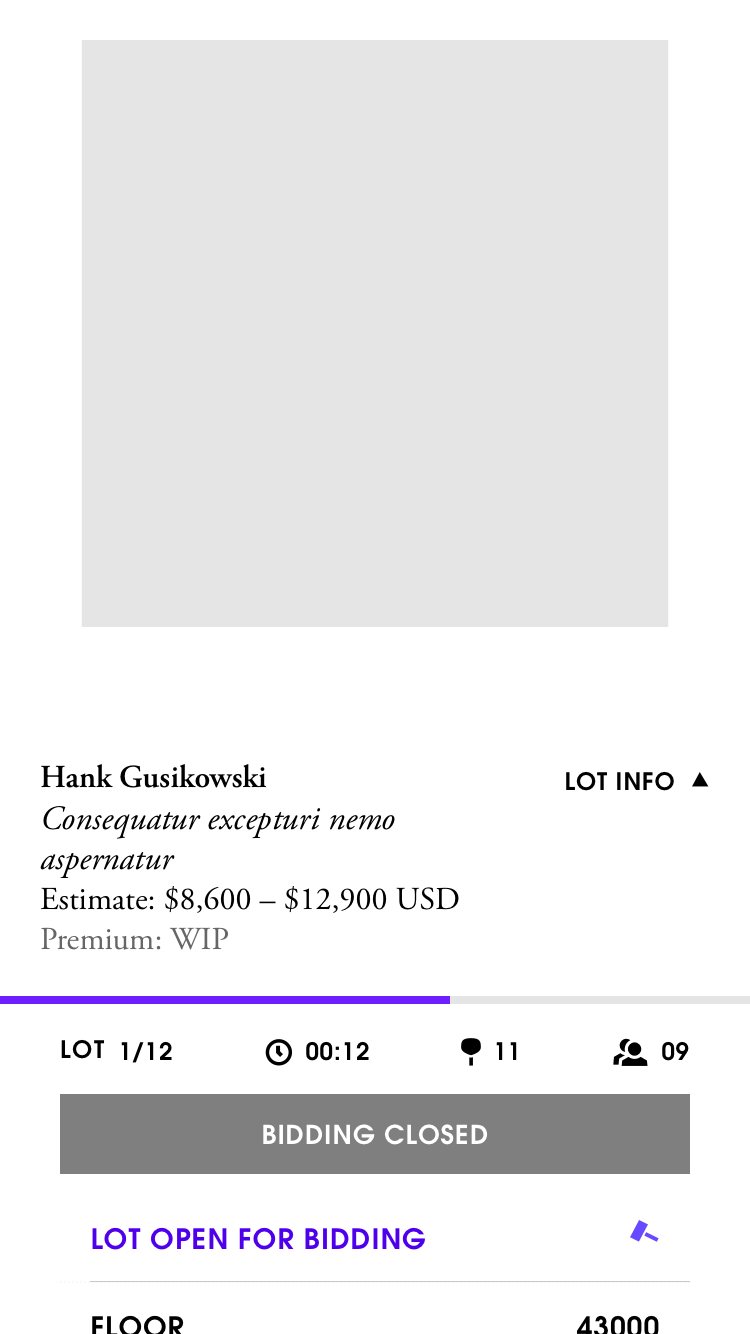 Hank Gusikowski
LOT INFO
Consequatur excepturi nemo
aspernatur
Estimate: $8,600 – $12,900 USD
Premium: WIP
LOT 1/12 00:12 11 09
BIDDING CLOSED
LOT OPEN FOR BIDDING
FLOOR 43000